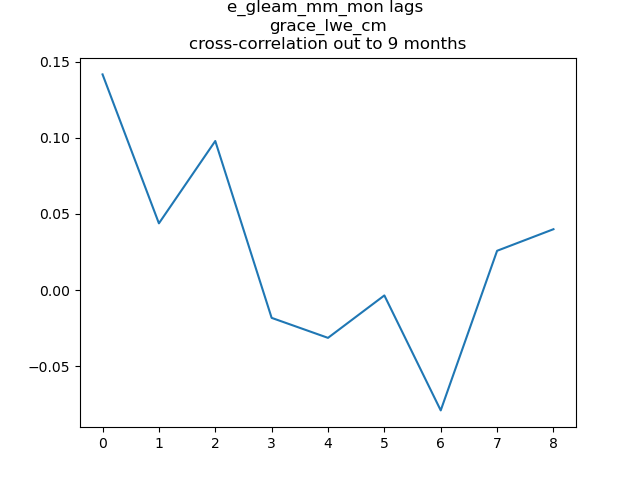 e_gleam_mm_mon lags
grace_lwe_cm
cross-correlation out to 9 months
0.15
0.10
0.05
0.00
−0.05
0 1 2 3 4 5 6 7 8